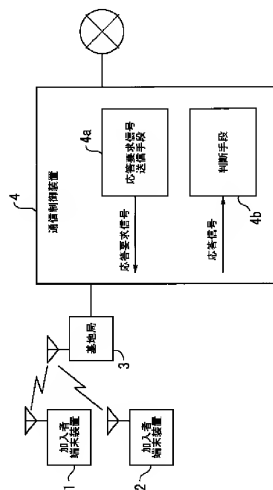 4
通信制御装置
4a
応答要求信号
送信手段
応答要求信号
判断手段
4b
応答信号
基地局
3
加入者
端末装置
1
加入者
端末装置
2